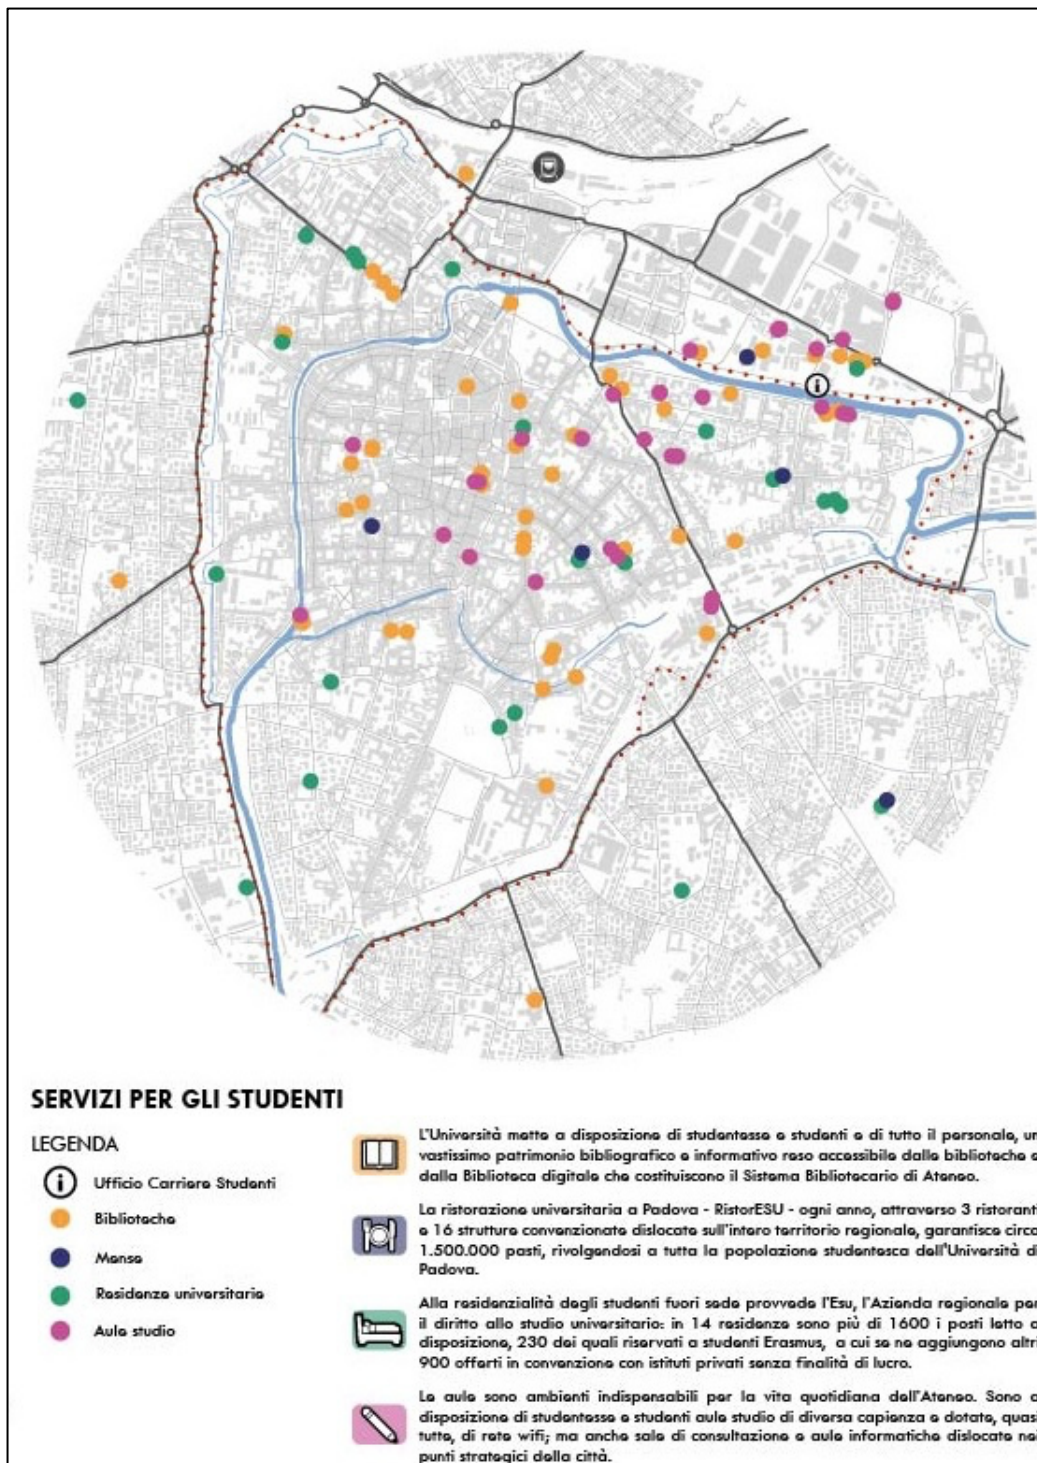 SERVIZI PER GLI STUDENTI
LEGENDA
Ufficio Carriere Studenti
Biblioteche
Mense
Residenze universitarie
Aule studio
L'Università mette a disposizione di studentesse e studenti e di tutto il personale, un
vastissimo patrimonio bibliografico e informativo reso accessibile dalle biblioteche e
dalla Biblioteca digitale che costituiscono il Sistema Bibliotecario di Ateneo.
La ristorazione universitaria a Padova - RistorESU - ogni anno, attraverso 3 ristoranti
e 16 strutture convenzionate dislocate sull'intero territorio regionale, garantisce circa
1.500.000 pasti, rivolgendosi a tutta la popolazione studentesca dell'Università di
Padova.
Alla residenzialità degli studenti fuori sede provvede l'Esu, l'Azienda regionale per
il diritto allo studio universitario: in 14 residenze sono più di 1600 i posti letto a
disposizione, 230 dei quali riservati a studenti Erasmus, a cui se ne aggiungono altri
900 offerti in convenzione con istituti privati senza finalità di lucro.
Le aule sono ambienti indispensabili per la vita quotidiana dell'Ateneo. Sono a
disposizione di studentesse e studenti aule studio di diversa capienza e dotate, quasi
tutte, di rete wifi; ma anche sale di consultazione e aule informatiche dislocate nei
punti strategici della città.